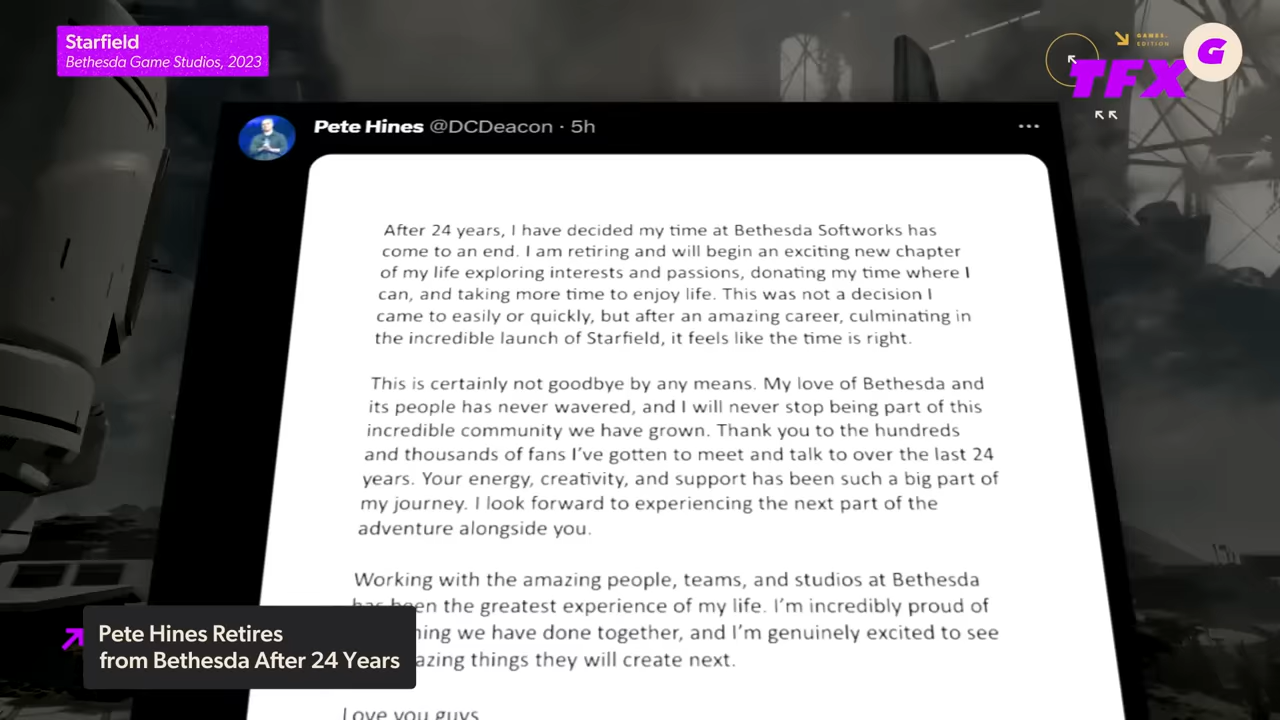 Starfield
Bethesda Game Studios, 2023
GAMES.
EDITION
TFX
G
Pete Hines @DCDeacon · 5h
After 24 years, I have decided my time at Bethesda Softworks has
come to an end. I am retiring and will begin an exciting new chapter
of my life exploring interests and passions, donating my time where I
can, and taking more time to enjoy life. This was not a decision I
came to easily or quickly, but after an amazing career, culminating in
the incredible launch of Starfield, it feels like the time is right.
This is certainly not goodbye by any means. My love of Bethesda and
its people has never wavered, and I will never stop being part of this
incredible community we have grown. Thank you to the hundreds
and thousands of fans I've gotten to meet and talk to over the last 24
years. Your energy, creativity, and support has been such a big part of
my journey. I look forward to experiencing the next part of the
adventure alongside you.
Working with the amazing people, teams, and studios at Bethesda
has been the greatest experience of my life. I'm incredibly proud of
we have done together, and I'm genuinely excited to see
things they will create next.
Love you guys
Pete Hines Retires
from Bethesda After 24 Years